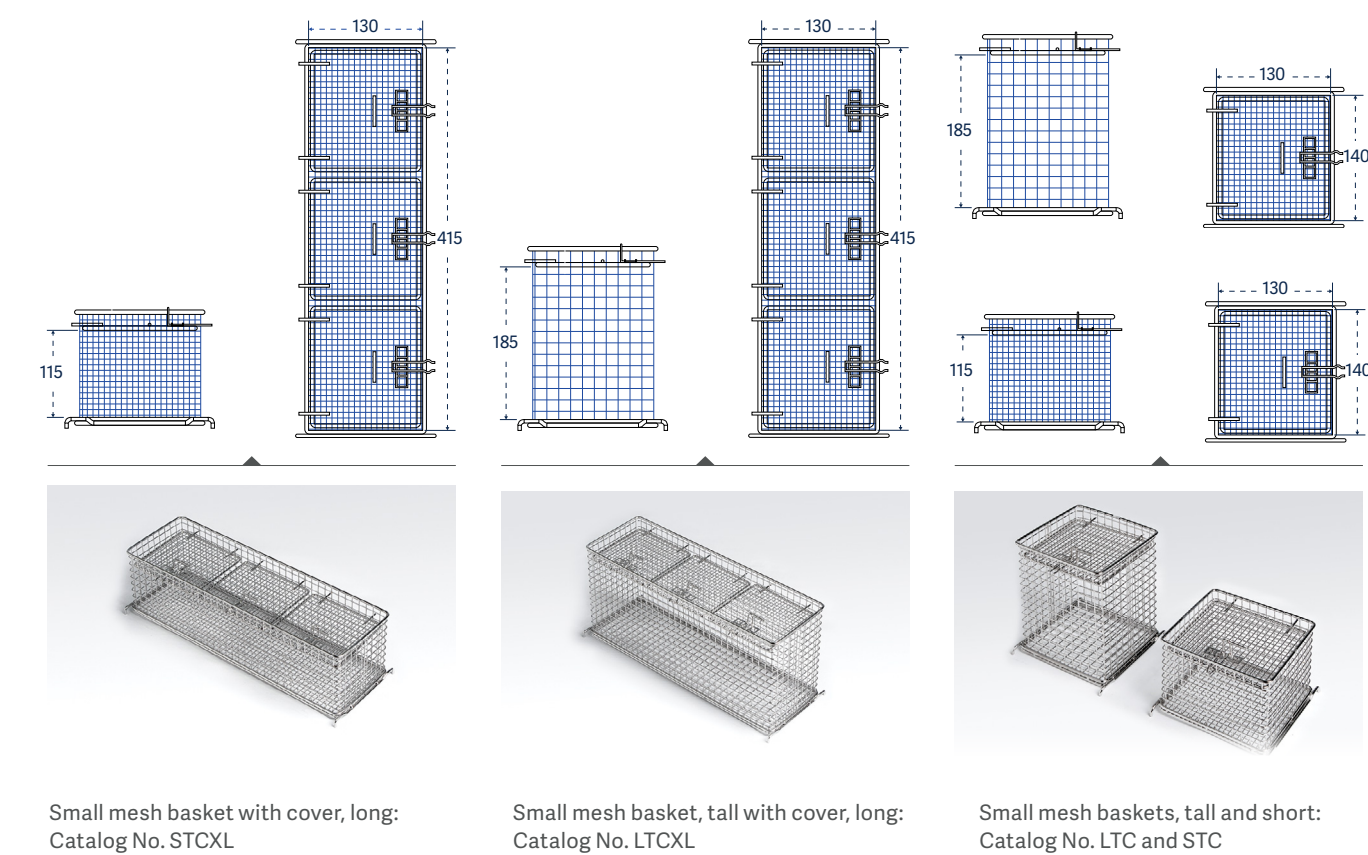 130
415
115
130
415
185
130
140
185
130
140
115
Small mesh basket with cover, long:
Catalog No. STCXL
Small mesh basket, tall with cover, long:
Catalog No. LTCXL
Small mesh baskets, tall and short:
Catalog No. LTC and STC